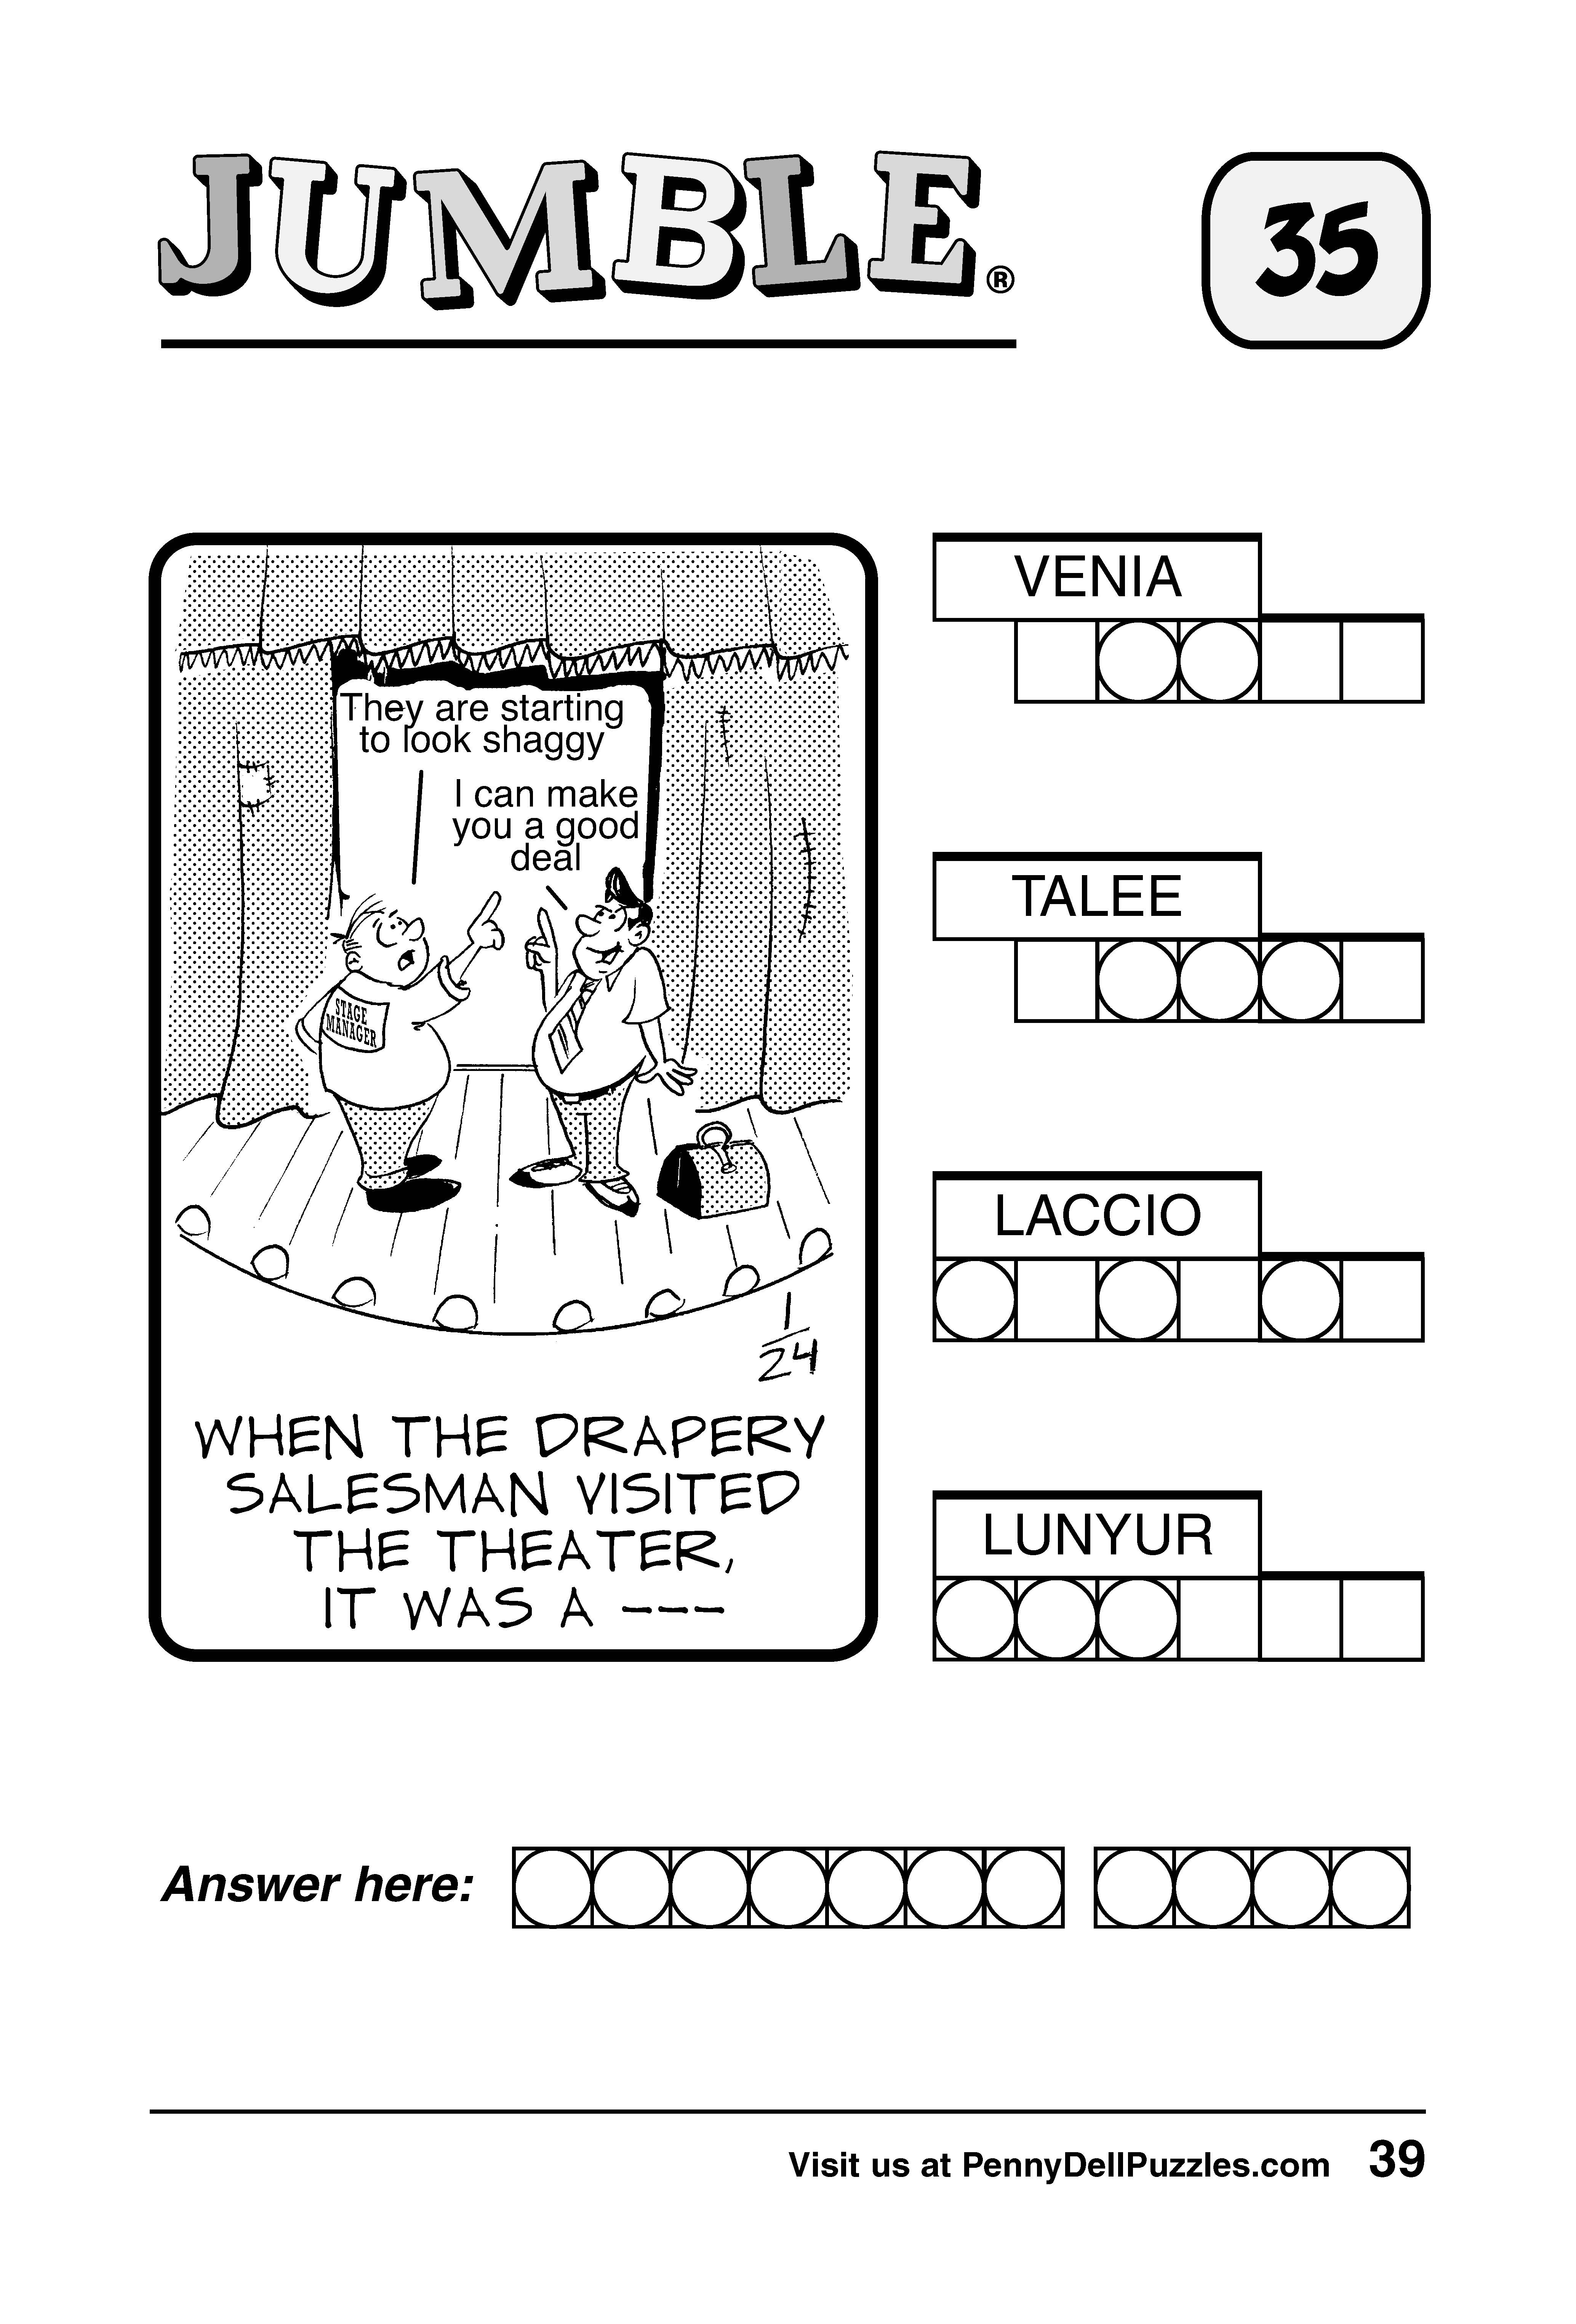 JUMBLE®
35
They are starting
to look shaggy
I can make
you a good
deal
STAGE
MANAGER
1
24
WHEN THE DRAPERY
SALESMAN VISITED
THE THEATER,
IT WAS A ---
VENIA
TALEE
LACCIO
LUNYUR
Answer here:
Visit us at PennyDellPuzzles.com 39